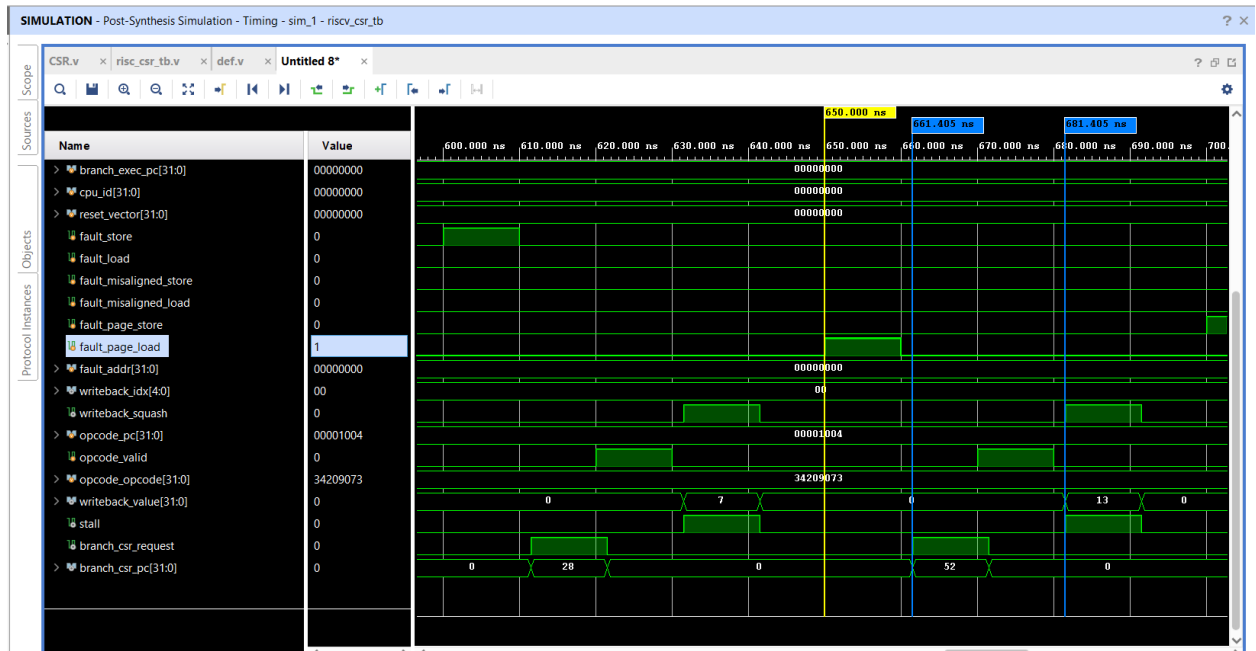 SIMULATION - Post-Synthesis Simulation - Timing - sim_1 - riscv_csr_tb
? ×
Scope
Sources
Objects
Protocol Instances
CSR.v × risc_csr_tb.v × def.v × Untitled 8* ×
?
650.000 ns
661.405 ns 681.405 ns
Name Value
600.000 ns 610.000 ns 620.000 ns 630.000 ns 640.000 ns 650.000 ns 660.000 ns 670.000 ns 680.000 ns 690.000 ns 700.
> branch_exec_pc[31:0] 00000000 00000000
> cpu_id[31:0] 00000000 00000000
> reset_vector[31:0] 00000000 00000000
fault_store 0
fault_load 0
fault_misaligned_store 0
fault_misaligned_load 0
fault_page_store 0
fault_page_load 1
> fault_addr[31:0] 00000000 00000000
> writeback_idx[4:0] 00 00
writeback_squash 0
> opcode_pc[31:0] 00001004 00001004
opcode_valid 0
> opcode_opcode[31:0] 34209073 34209073
> writeback_value[31:0] 0 0 7 0 13 0
stall 0
branch_csr_request 0
> branch_csr_pc[31:0] 0 0 28 0 52 0